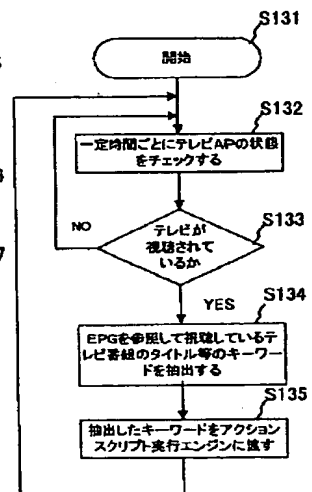 S131
開始
S132
一定時間ごとにテレビAPの状態
をチェックする
S133
テレビが
視聴されて
いるか
NO
YES
S134
EPGを参照して視聴しているテ
レビ番組のタイトル等のキーワー
ドを抽出する
S135
抽出したキーワードをアクション
スクリプト実行エンジンに渡す